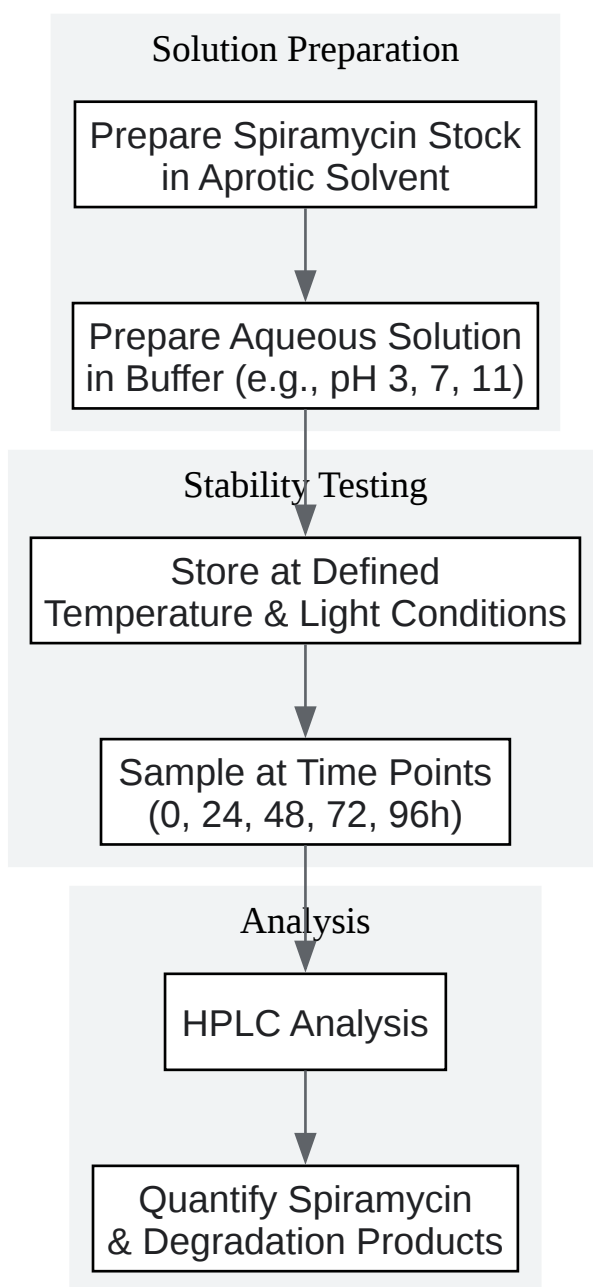 Solution Preparation
Prepare Spiramycin Stock
in Aprotic Solvent
Prepare Aqueous Solution
in Buffer (e.g., pH 3, 7, 11)
Stability Testing
Store at Defined
Temperature & Light Conditions
Sample at Time Points
(0, 24, 48, 72, 96h)
Analysis
HPLC Analysis
Quantify Spiramycin
& Degradation Products